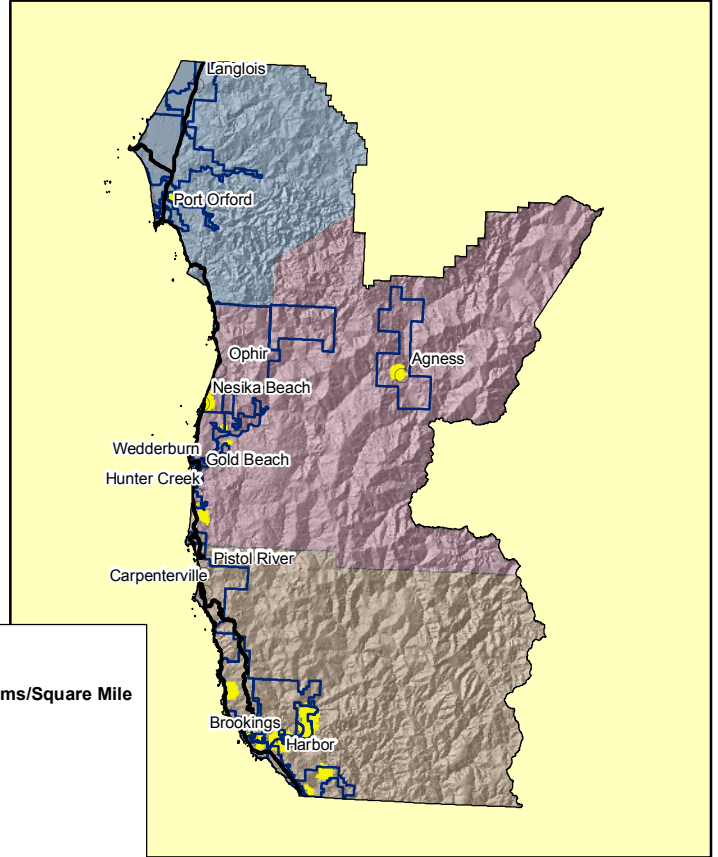 Langlois
Port Orford
Ophir
Agness
Nesika Beach
Wedderburn
Gold Beach
Hunter Creek
Pistol River
Carpenterville
ms/Square Mile
Brookings
Harbor